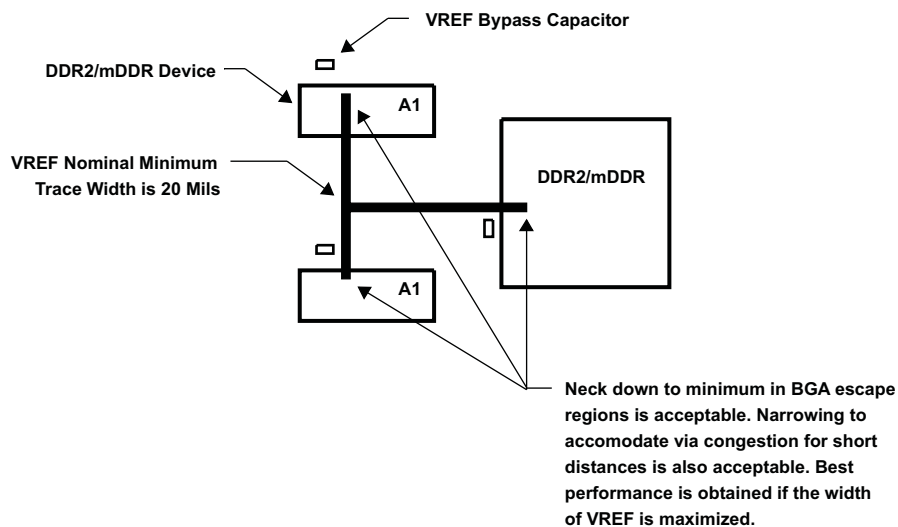 VREF Bypass Capacitor
DDR2/mDDR Device
A1
VREF Nominal Minimum
Trace Width is 20 Mils
DDR2/mDDR
A1
Neck down to minimum in BGA escape
regions is acceptable. Narrowing to
accomodate via congestion for short
distances is also acceptable. Best
performance is obtained if the width
of VREF is maximized.